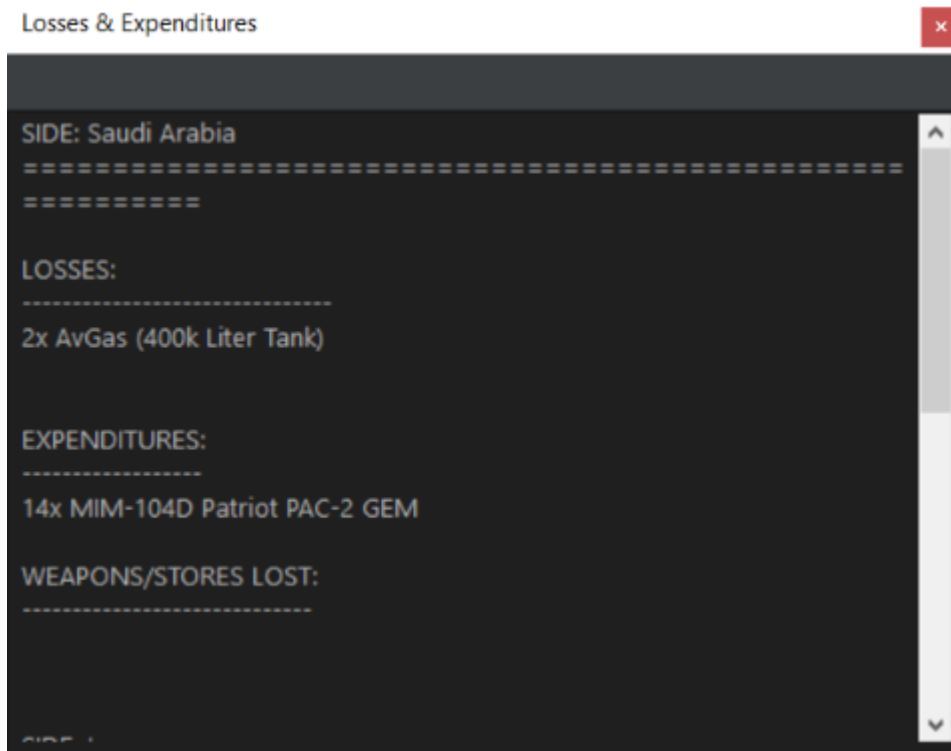 Losses & Expenditures
SIDE: Saudi Arabia
=================================================
==========
LOSSES:
-------------------------------
2x AvGas (400k Liter Tank)
EXPENDITURES:
------------------
14x MIM-104D Patriot PAC-2 GEM
WEAPONS/STORES LOST:
-----------------------------